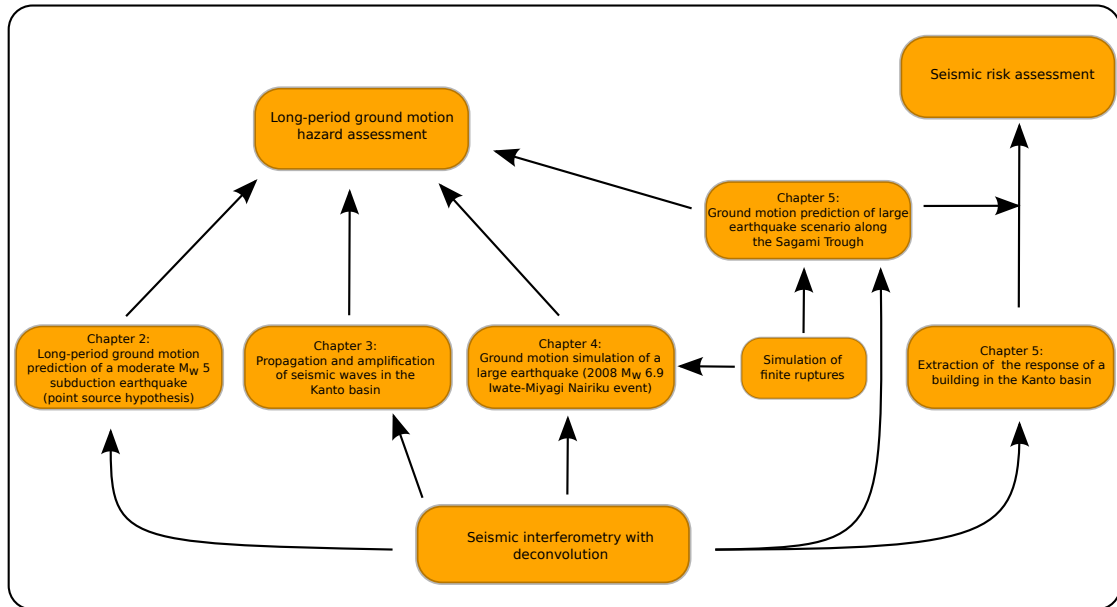 Seismic risk assessment
Long-period ground motion
hazard assessment
Chapter 5:
Ground motion prediction of large
earthquake scenario along
the Sagami Trough
Chapter 2:
Long-period ground motion
prediction of a moderate Mw 5
subduction earthquake
(point source hypothesis)
Chapter 3:
Propagation and amplification
of seismic waves in the
Kanto basin
Chapter 4:
Ground motion simulation of a
large earthquake (2008 Mw 6.9
Iwate-Miyagi Nairiku event)
Simulation of
finite ruptures
Chapter 5:
Extraction of the response of a
building in the Kanto basin
Seismic interferometry with
deconvolution